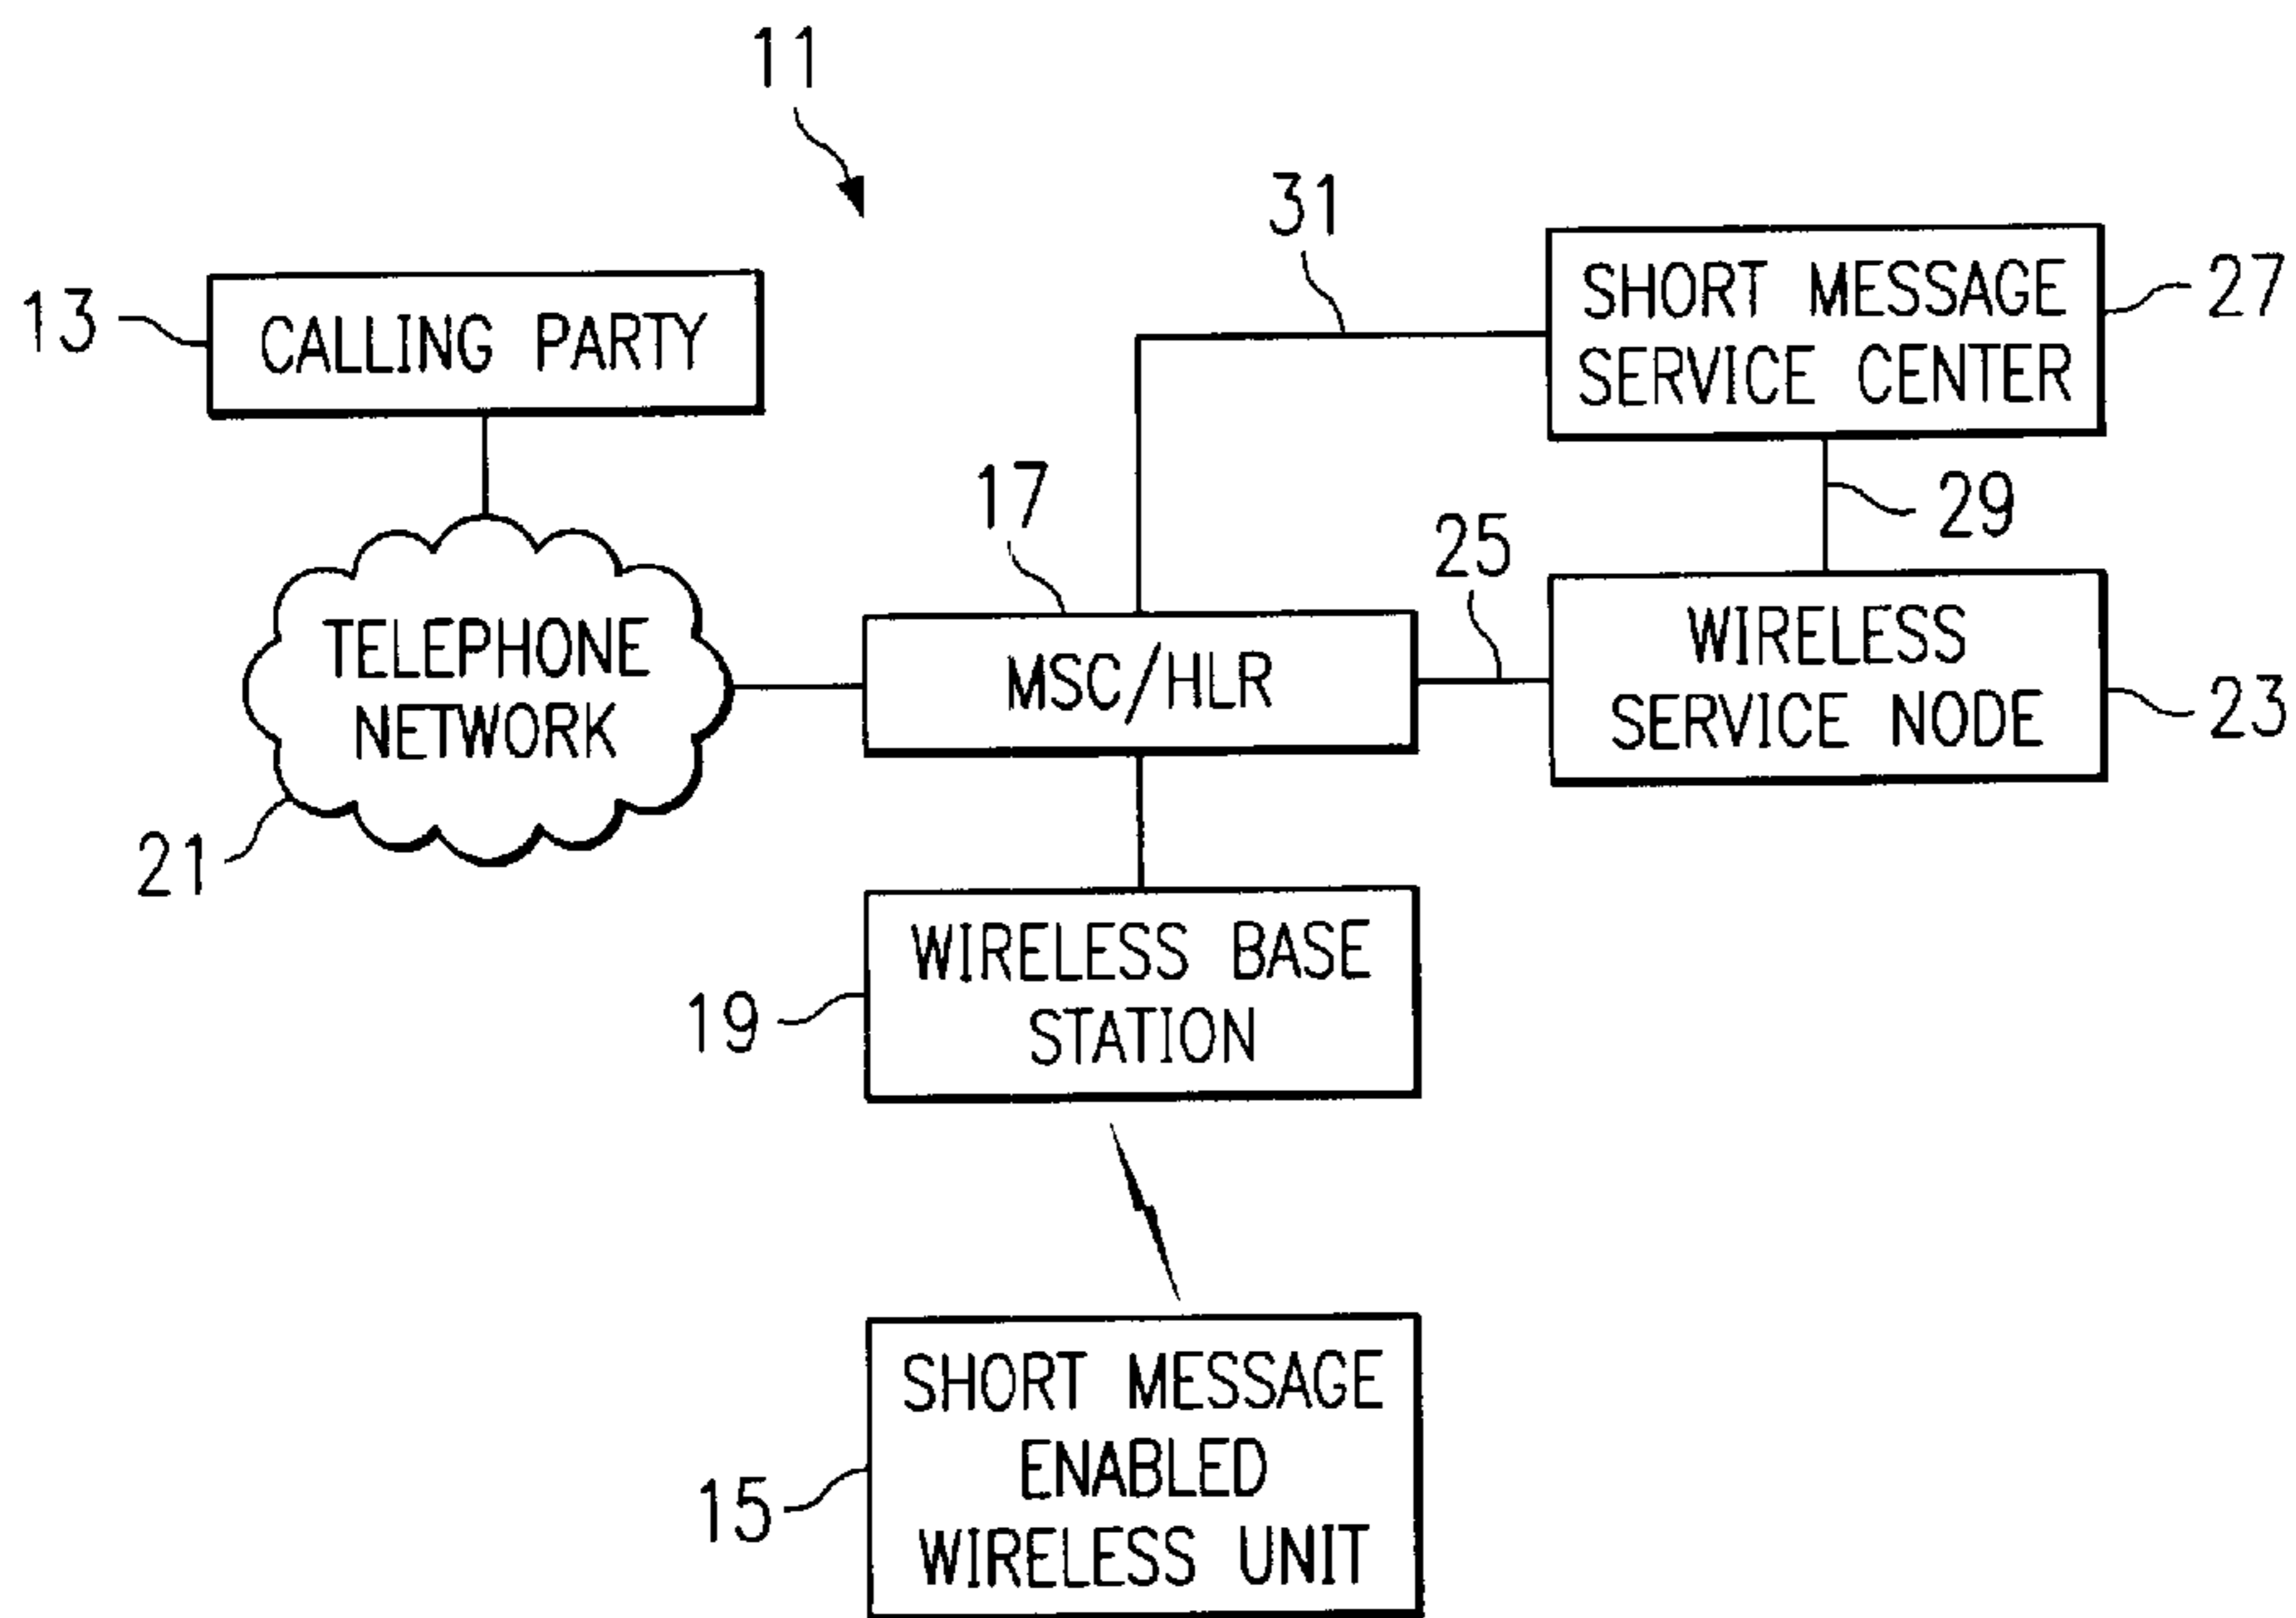 11
31
SHORT MESSAGE
SERVICE CENTER
27
13
CALLING PARTY
17
29
25
TELEPHONE
NETWORK
MSC/HLR
WIRELESS
SERVICE NODE
23
21
WIRELESS BASE
STATION
19
SHORT MESSAGE
ENABLED
WIRELESS UNIT
15